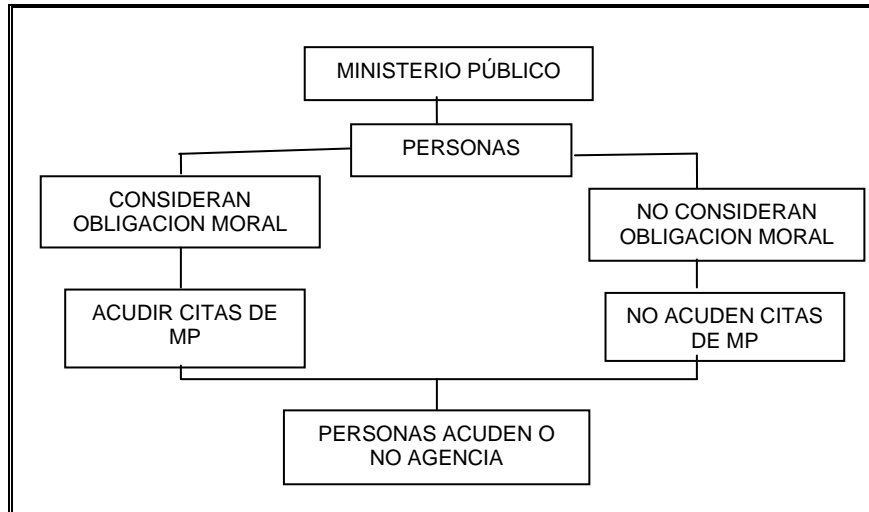 MINISTERIO PÚBLICO
PERSONAS
CONSIDERAN
OBLIGACION MORAL
NO CONSIDERAN
OBLIGACION MORAL
ACUDIR CITAS DE
MP
NO ACUDEN CITAS
DE MP
PERSONAS ACUDEN O
NO AGENCIA